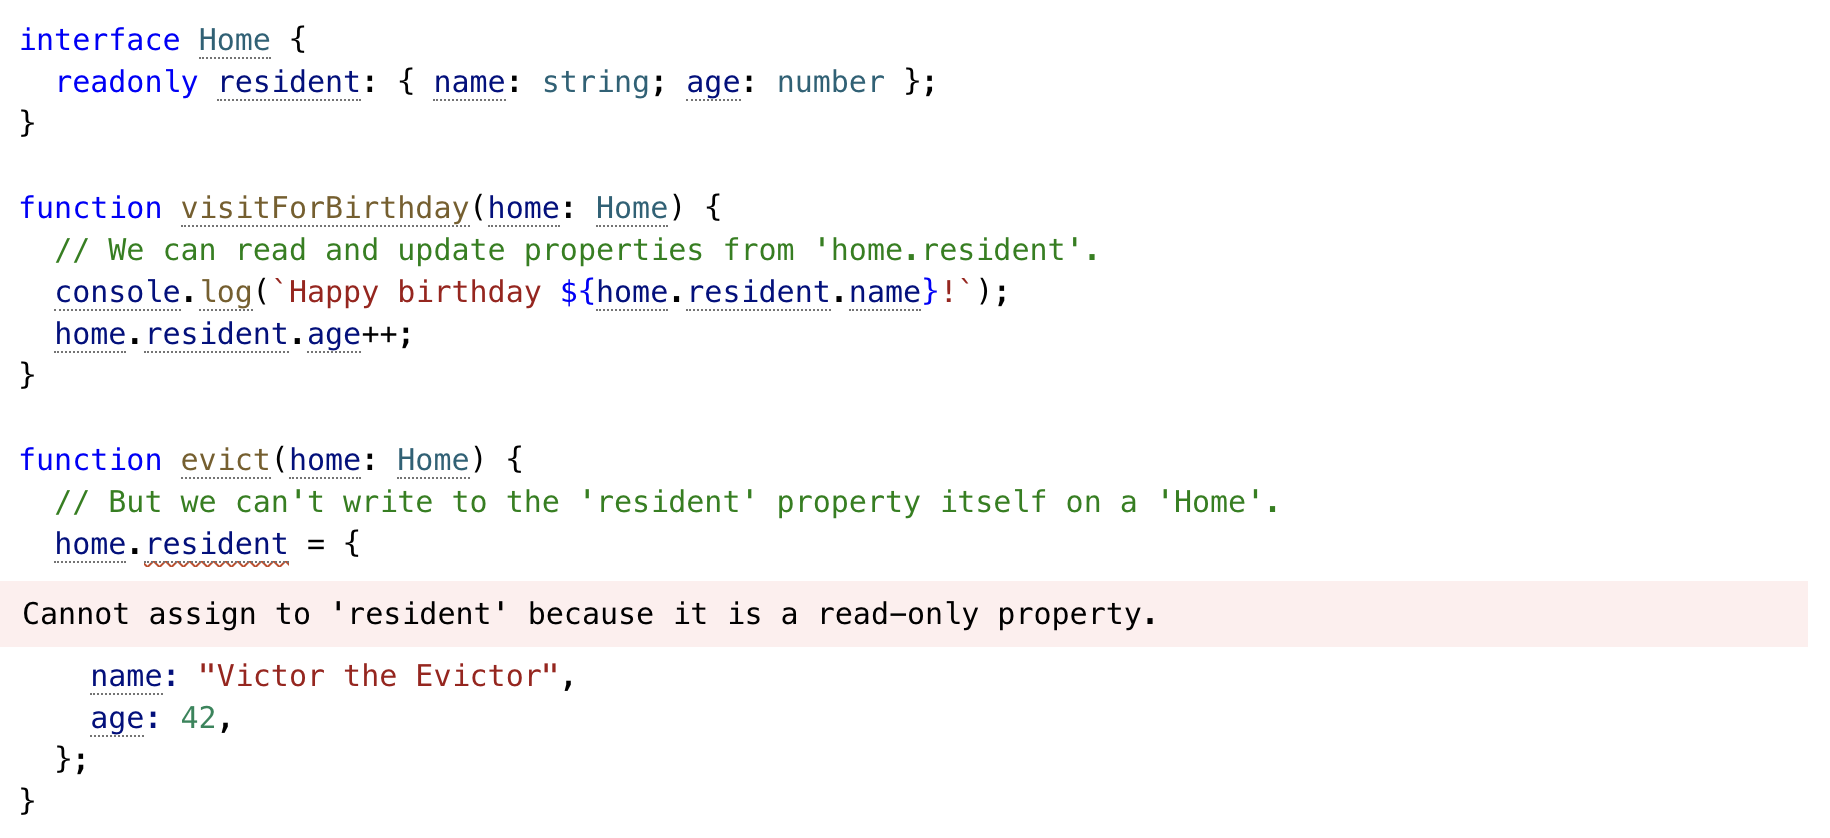 interface Home {
  readonly resident: { name: string; age: number };
}

function visitForBirthday(home: Home) {
  // We can read and update properties from 'home.resident'.
  console.log(`Happy birthday ${home.resident.name}!`);
  home.resident.age++;
}

function evict(home: Home) {
  // But we can't write to the 'resident' property itself on a 'Home'.
  home.resident = {
Cannot assign to 'resident' because it is a read-only property.
    name: "Victor the Evictor",
    age: 42,
  };
}